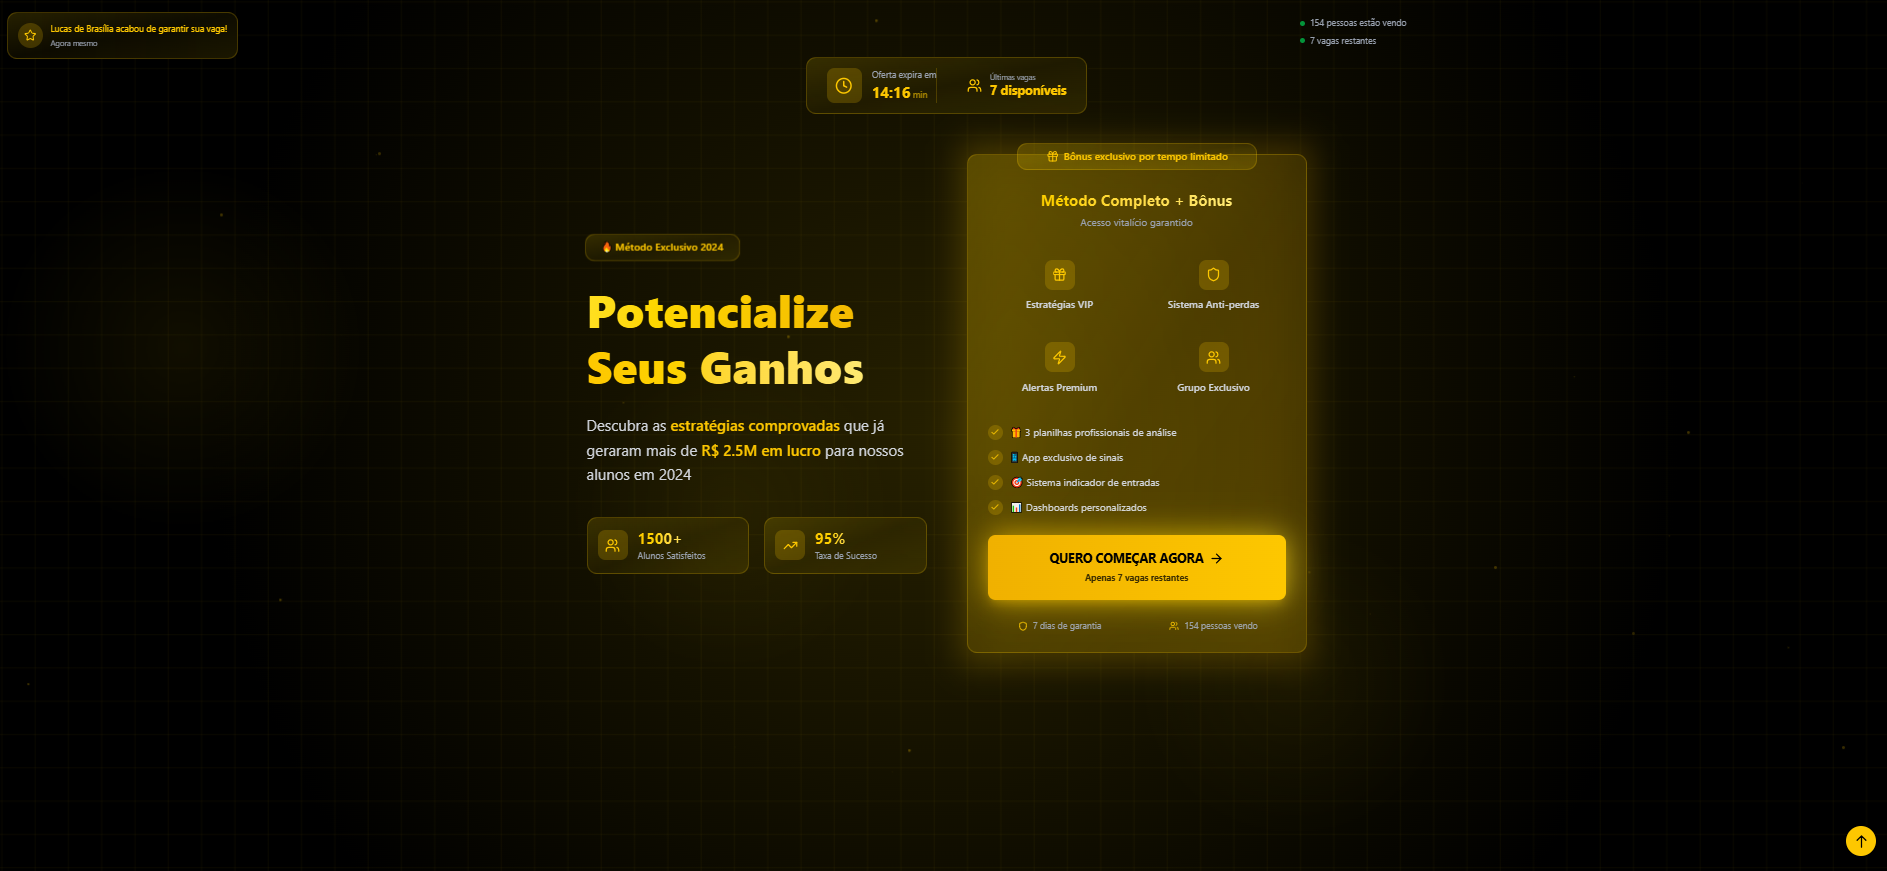 Lucas de Brasília acabou de garantir sua vaga!
Agora mesmo
154 pessoas estão vendo
7 vagas restantes
Oferta expira em
14:16 min
Últimas vagas
7 disponíveis
🔥 Método Exclusivo 2024
Potencialize
Seus Ganhos
Descubra as estratégias comprovadas que já
geraram mais de R$ 2.5M em lucro para nossos
alunos em 2024
1500+
Alunos Satisfeitos
95%
Taxa de Sucesso
Bônus exclusivo por tempo limitado
Método Completo + Bônus
Acesso vitalício garantido
Estratégias VIP
Sistema Anti-perdas
Alertas Premium
Grupo Exclusivo
🎁 3 planilhas profissionais de análise
📱 App exclusivo de sinais
🎯 Sistema indicador de entradas
📊 Dashboards personalizados
QUERO COMEÇAR AGORA →
Apenas 7 vagas restantes
7 dias de garantia
154 pessoas vendo